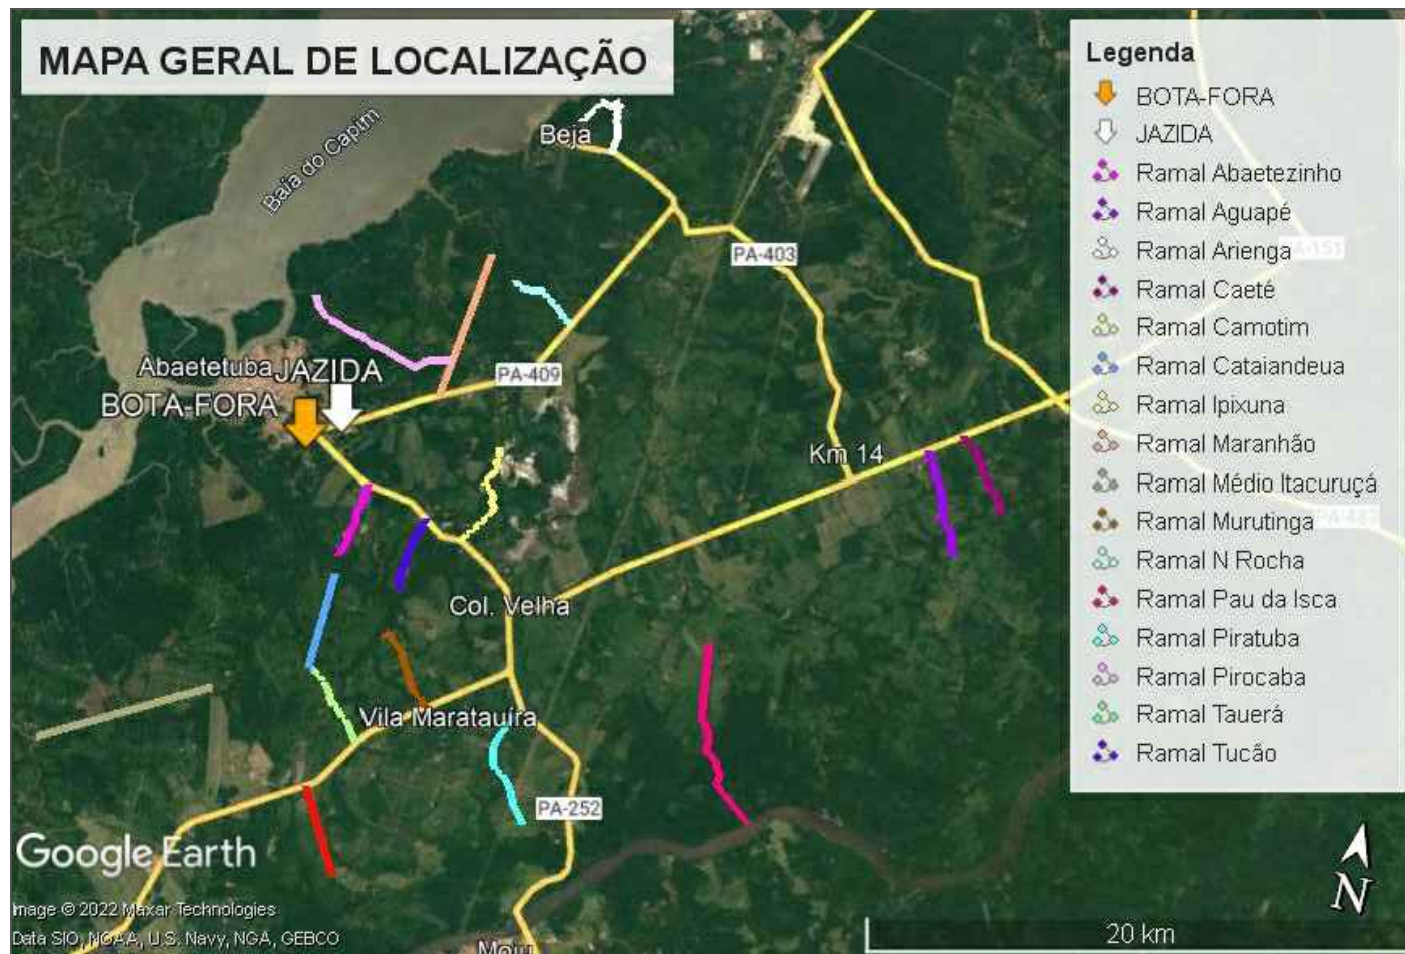 MAPA GERAL DE LOCALIZAÇÃO
Baía do Capim
Beja
PA-403
Abaetetuba
JAZIDA
BOTA-FORA
PA-409
Km 14
Col. Velha
Vila Maratauíra
PA-252
Moju
Google Earth
Image © 2022 Maxar Technologies
Data SIO, NOAA, U.S. Navy, NGA, GEBCO
Legenda
BOTA-FORA
JAZIDA
Ramal Abaetezinho
Ramal Aguapé
Ramal Arienga
PA-151
Ramal Caeté
Ramal Camotim
Ramal Cataiandeua
Ramal Ipixuna
Ramal Maranhão
Ramal Médio Itacuruçá
Ramal Murutinga
Ramal N Rocha
Ramal Pau da Isca
Ramal Piratuba
Ramal Pirocaba
Ramal Tauerá
Ramal Tucão
N
20 km